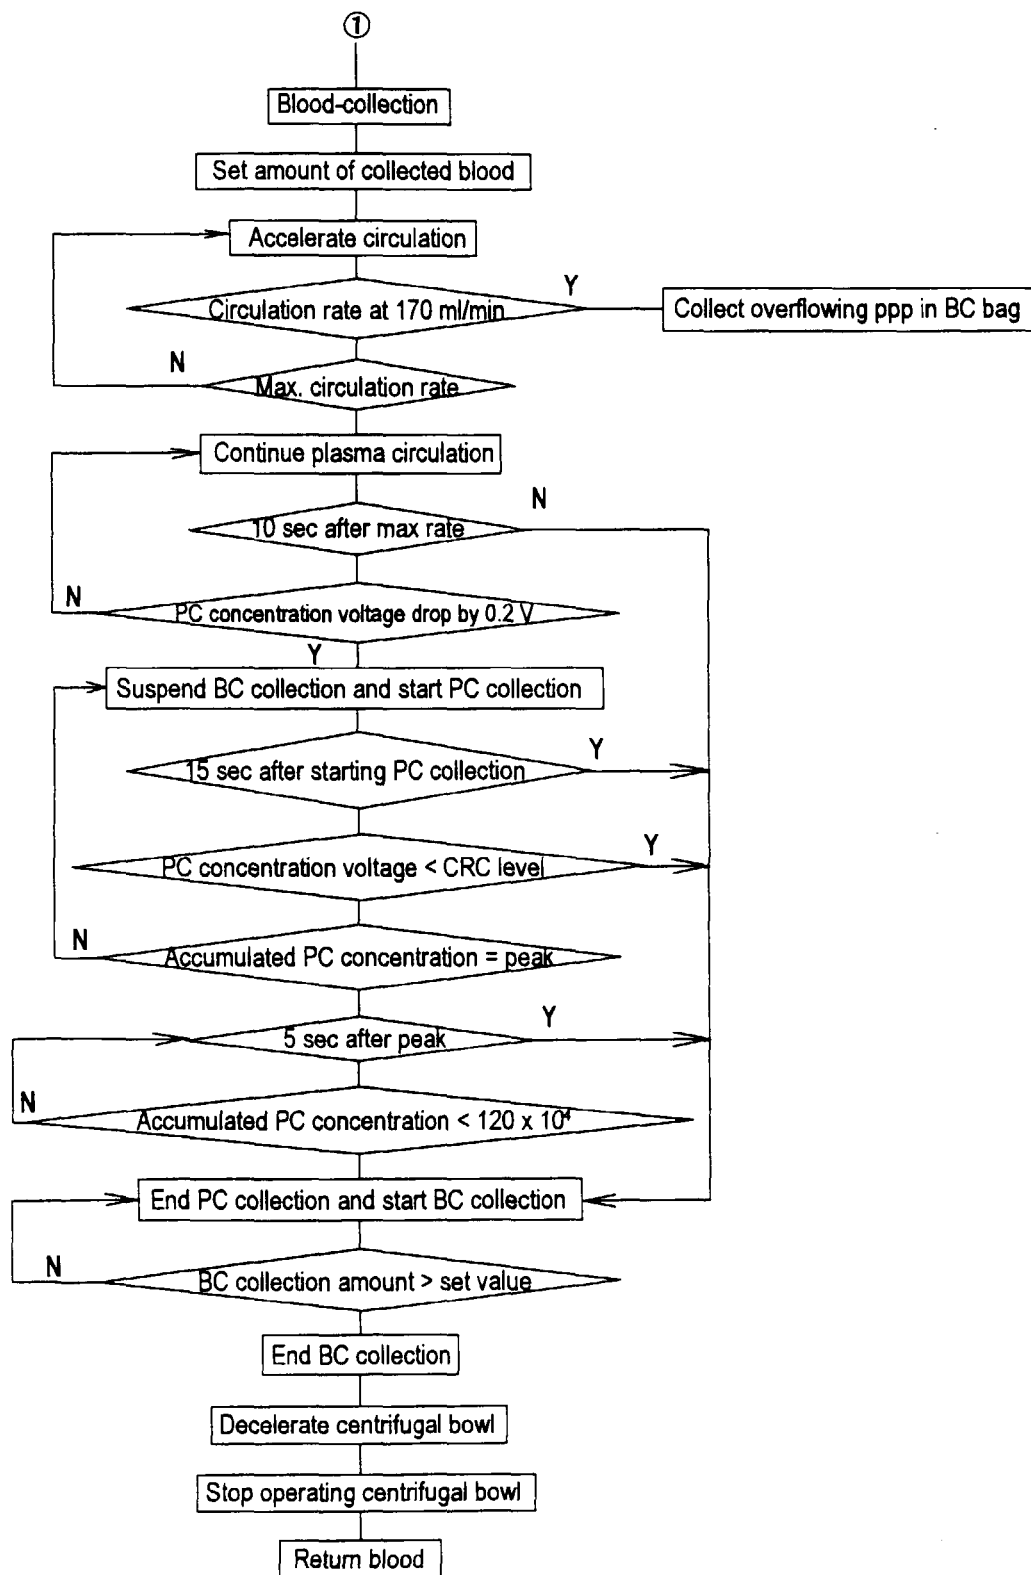 ①
Blood-collection
Set amount of collected blood
Accelerate circulation
Y
Circulation rate at 170 ml/min
Collect overflowing ppp in BC bag
N
Max. circulation rate
Continue plasma circulation
N
10 sec after max rate
N
PC concentration voltage drop by 0.2 V
Y
Suspend BC collection and start PC collection
Y
15 sec after starting PC collection
Y
PC concentration voltage < CRC level
N
Accumulated PC concentration = peak
Y
5 sec after peak
N
Accumulated PC concentration < 120 x 10⁴
End PC collection and start BC collection
N
BC collection amount > set value
End BC collection
Decelerate centrifugal bowl
Stop operating centrifugal bowl
Return blood